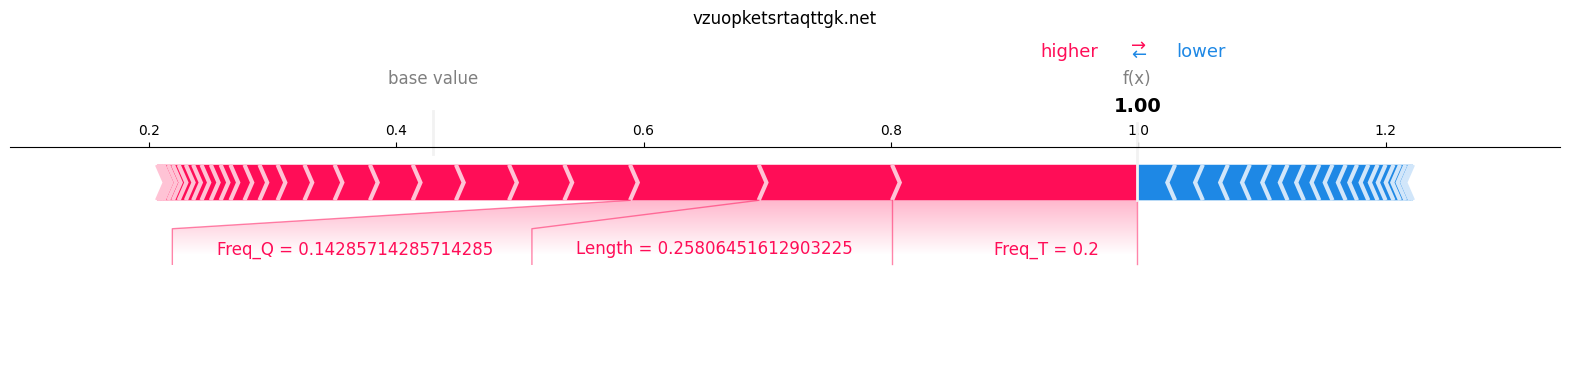 vzuopketsrtaqttgk.net
higher → ← lower
base value f(x)
1.00
0.2 0.4 0.6 0.8 1.0 1.2
Freq_Q = 0.14285714285714285 Length = 0.25806451612903225 Freq_T = 0.2